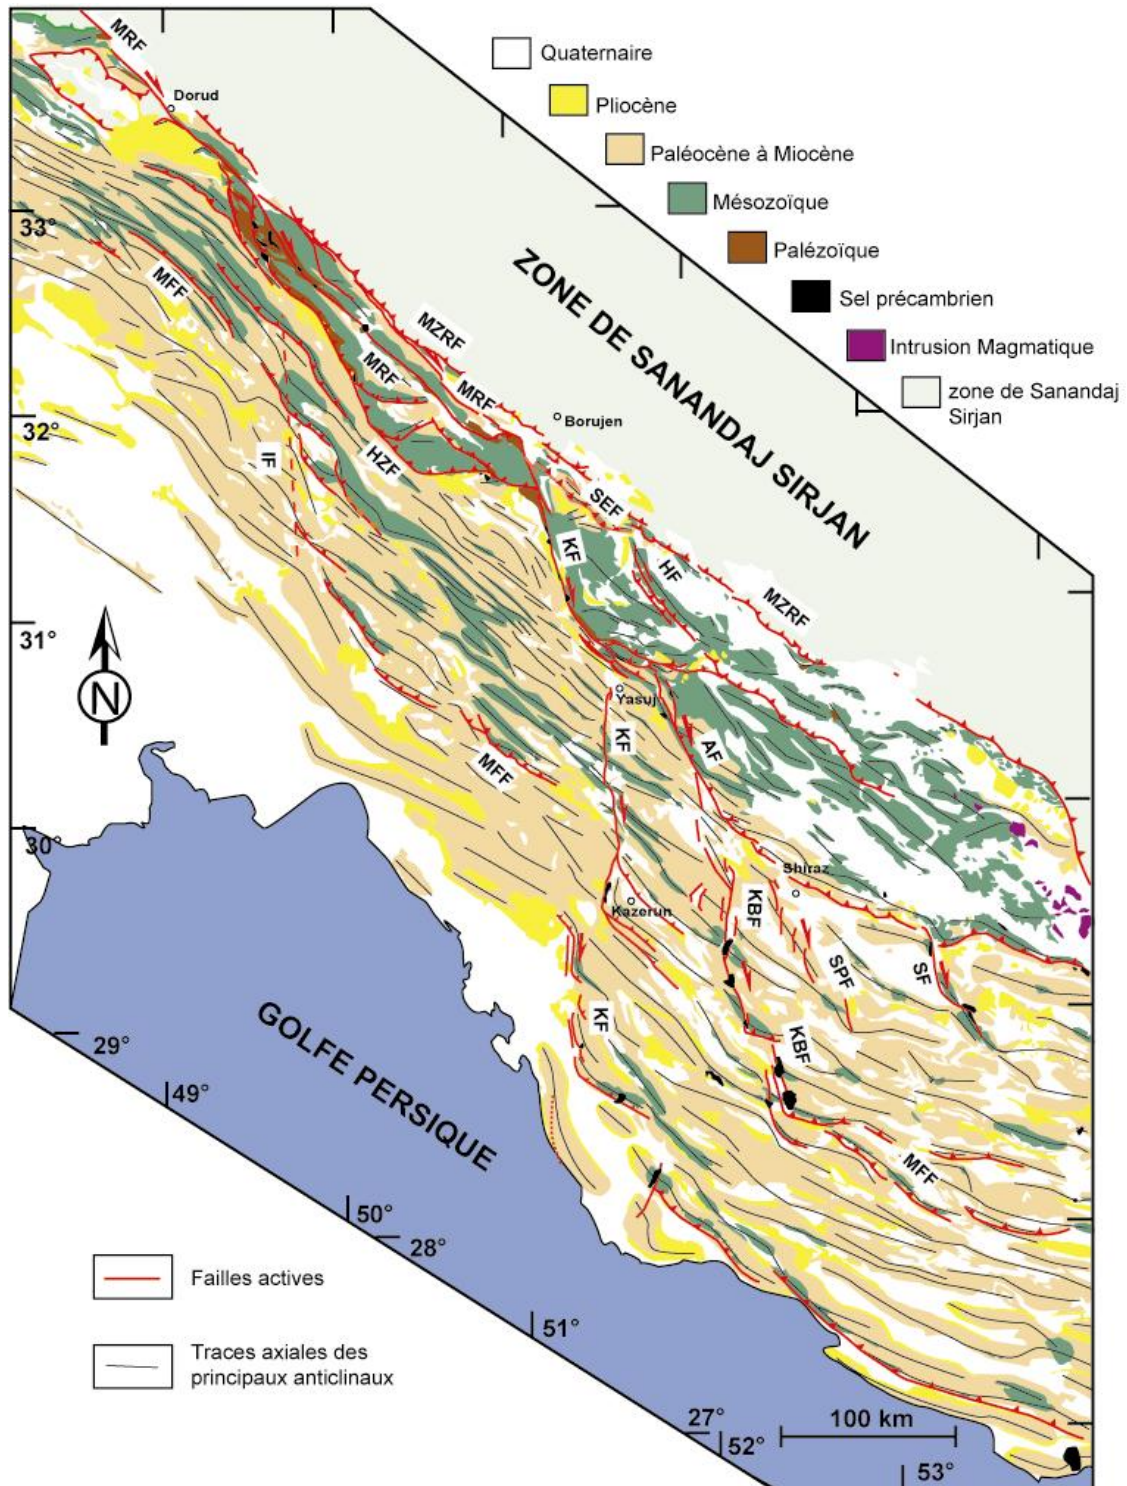 MRF
Dorud
Quaternaire
Pliocène
Paléocène à Miocène
Mésozoïque
Palézoïque
Sel précambrien
Intrusion Magmatique
zone de Sanandaj
Sirjan
33°
MFF
MZRF
ZONE DE SANANDAJ SIRJAN
MRF
MRF
Borujen
32°
IF
HZF
SEF
KF
HF
MZRF
31°
N
Yasuj
KF
AF
MFF
30°
Shiraz
Kazerun
KBF
SPF
SF
GOLFE PERSIQUE
KF
KBF
29°
49°
MFF
50°
28°
Failles actives
51°
Traces axiales des
principaux anticlinaux
27°
52°
100 km
53°